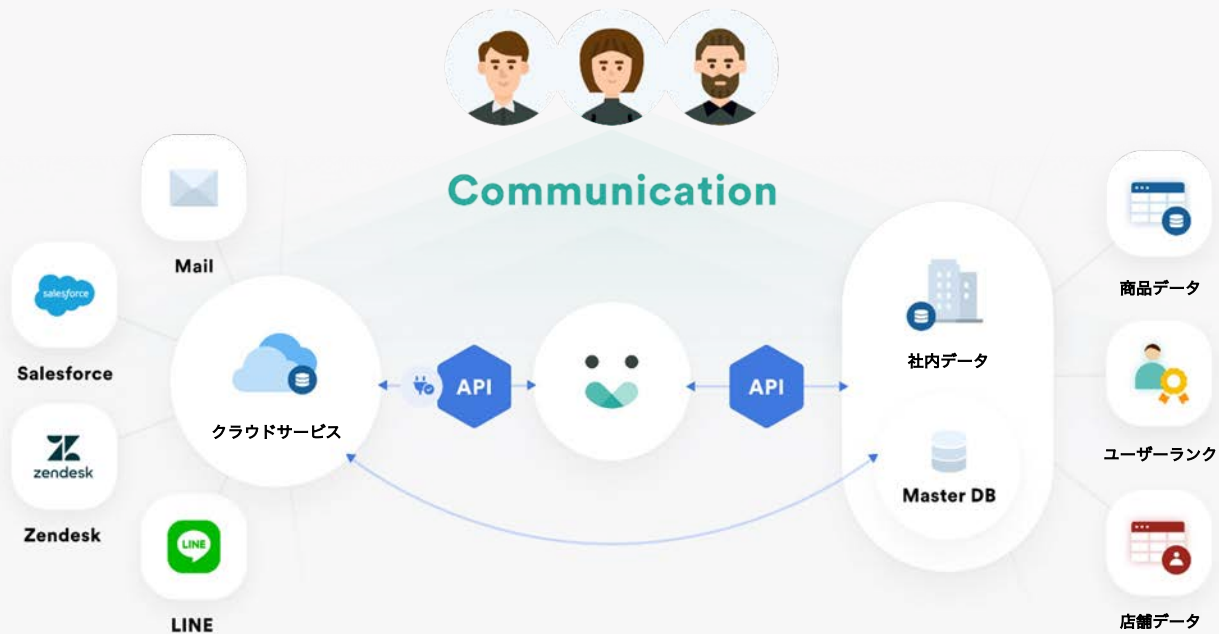 Communication
Mail
salesforce
Salesforce
zendesk
Zendesk
LINE
LINE
クラウドサービス
API
API
社内データ
Master DB
商品データ
ユーザーランク
店舗データ